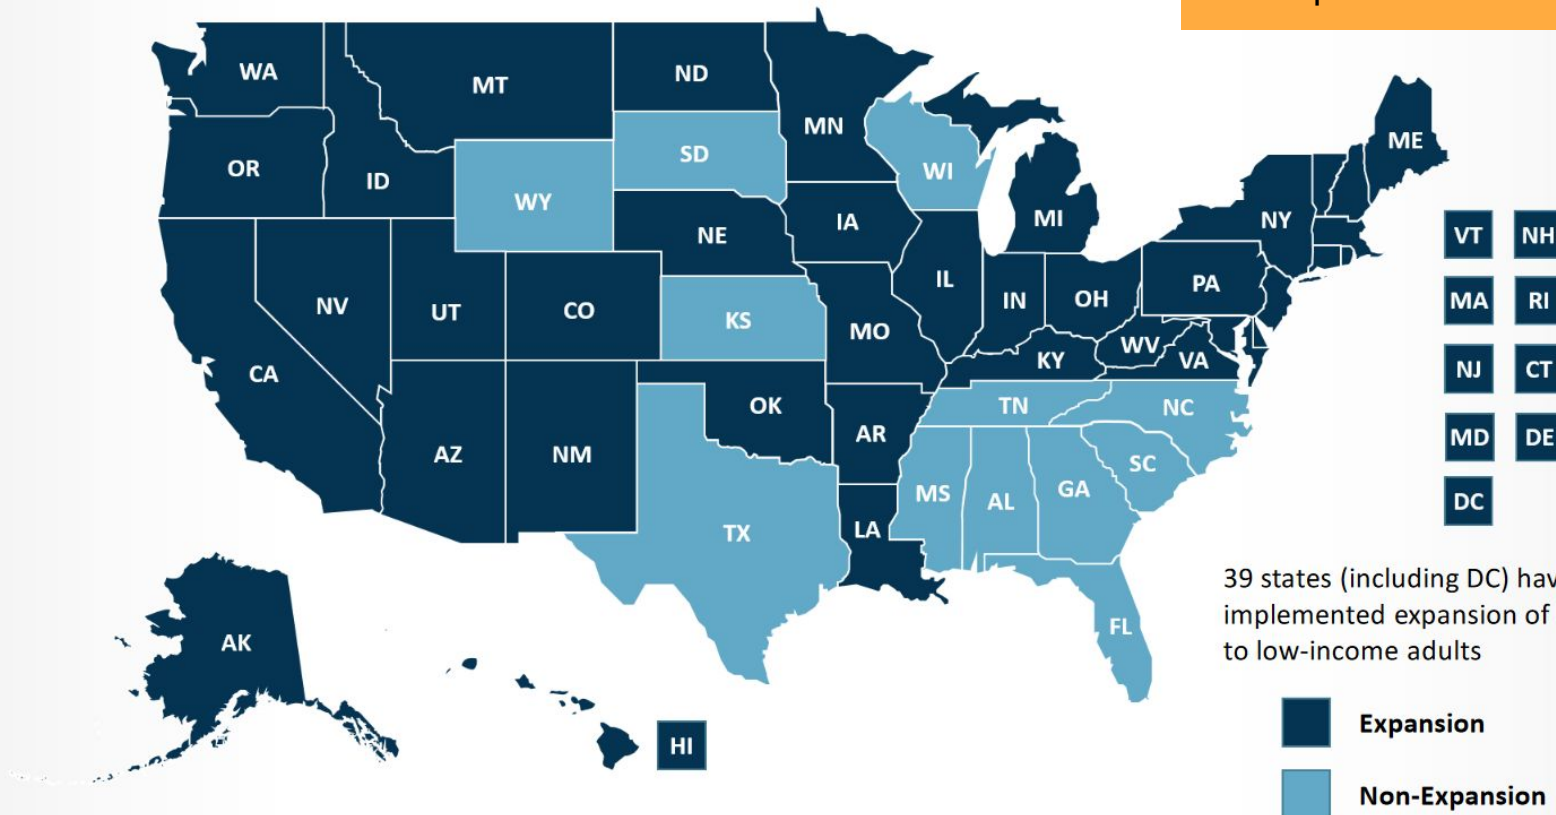 WA
MT
ND
MN
ME
OR
ID
SD
WI
WY
MI
NY
NE
IA
VT
NH
IL
IN
OH
PA
NV
UT
CO
KS
MO
MA
RI
KY
WV
VA
CA
NJ
CT
OK
TN
NC
AZ
NM
AR
MD
DE
SC
MS
AL
GA
DC
TX
LA
39 states (including DC)
implemented expansion of
to low-income adults
FL
AK
HI
Expansion
Non-Expansion